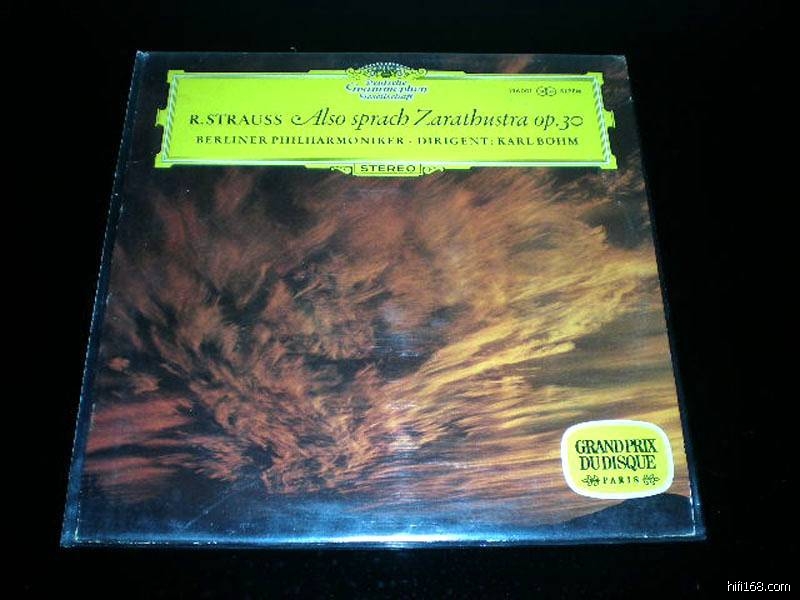 Deutsche
Grammophon
Gesellschaft
R. STRAUSS Also sprach Zarathustra op. 30
BERLINER PHILHARMONIKER · DIRIGENT: KARL BÖHM
STEREO
GRAND PRIX
DU DISQUE
PARIS
hifi168.com